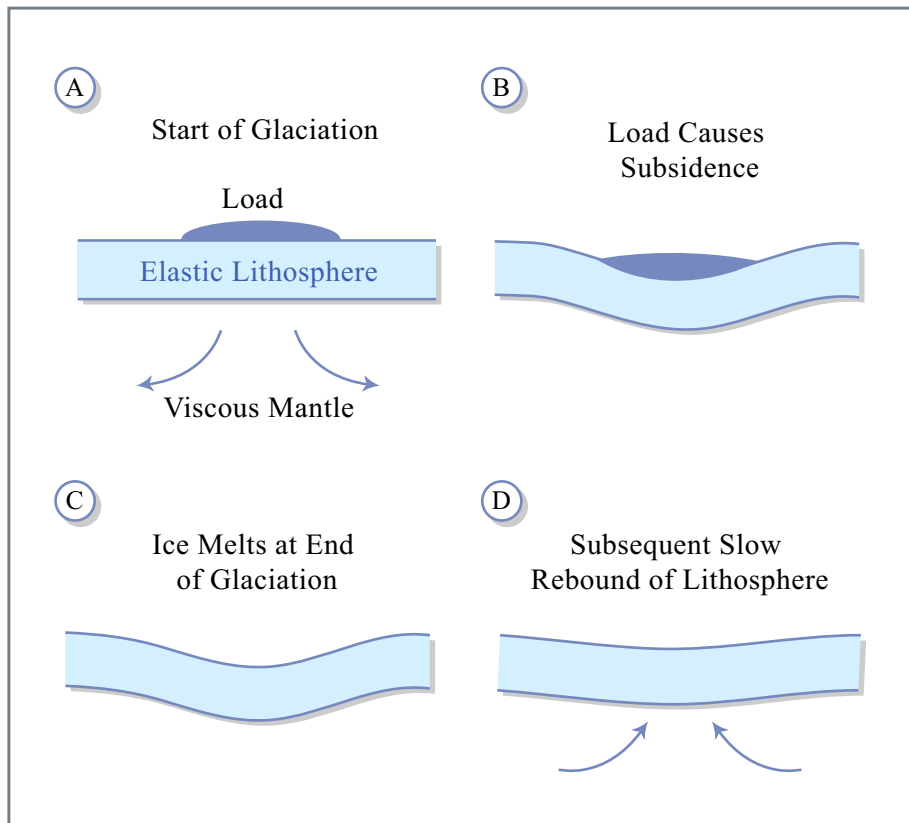 A
Start of Glaciation
Load
Elastic Lithosphere
Viscous Mantle
B
Load Causes
Subsidence
C
Ice Melts at End
of Glaciation
D
Subsequent Slow
Rebound of Lithosphere